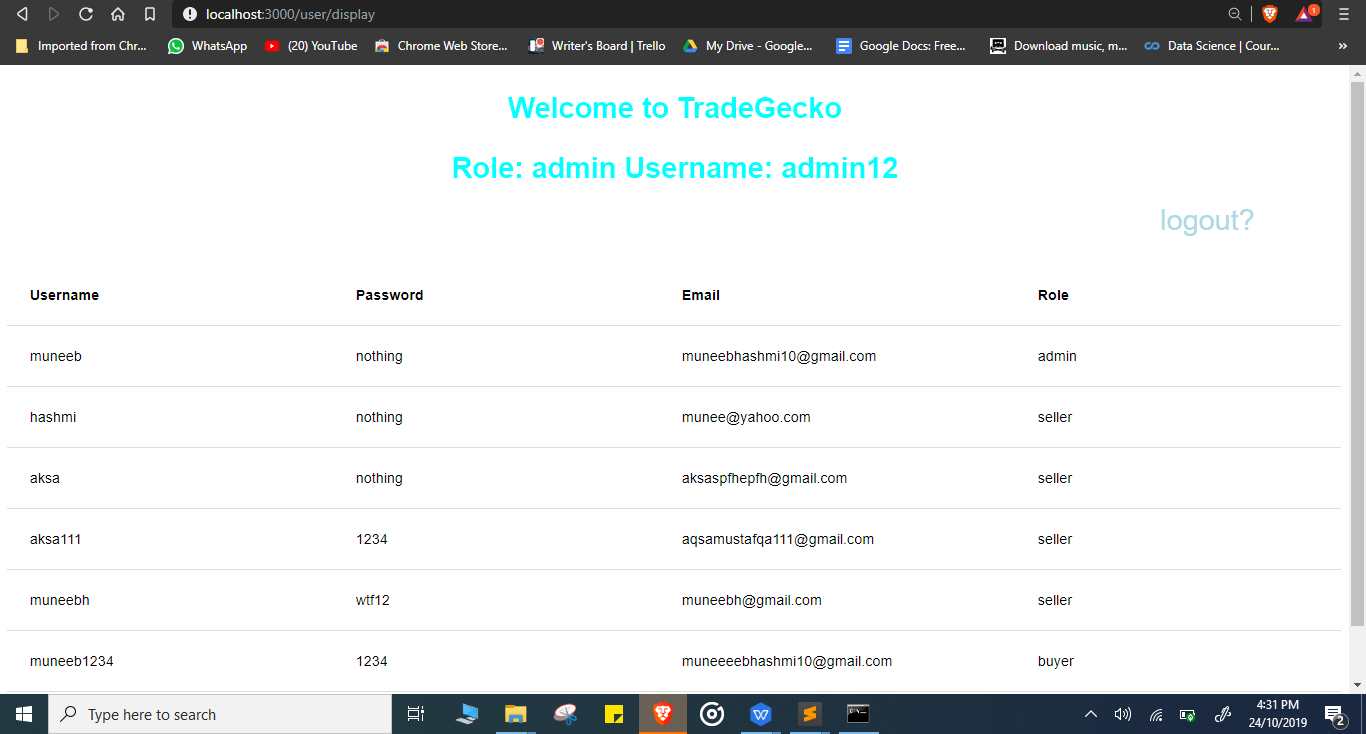 localhost:3000/user/display
1
Imported from Chr... WhatsApp (20) YouTube Chrome Web Store... Writer's Board | Trello My Drive - Google... Google Docs: Free... Download music, m... Data Science | Cour... »
Welcome to TradeGecko
Role: admin Username: admin12
logout?
Username Password Email Role
muneeb nothing muneebhashmi10@gmail.com admin
hashmi nothing munee@yahoo.com seller
aksa nothing aksaspfhepfh@gmail.com seller
aksa111 1234 aqsamustafqa111@gmail.com seller
muneebh wtf12 muneebh@gmail.com seller
muneeb1234 1234 muneeeebhashmi10@gmail.com buyer
Type here to search
4:31 PM
24/10/2019
2